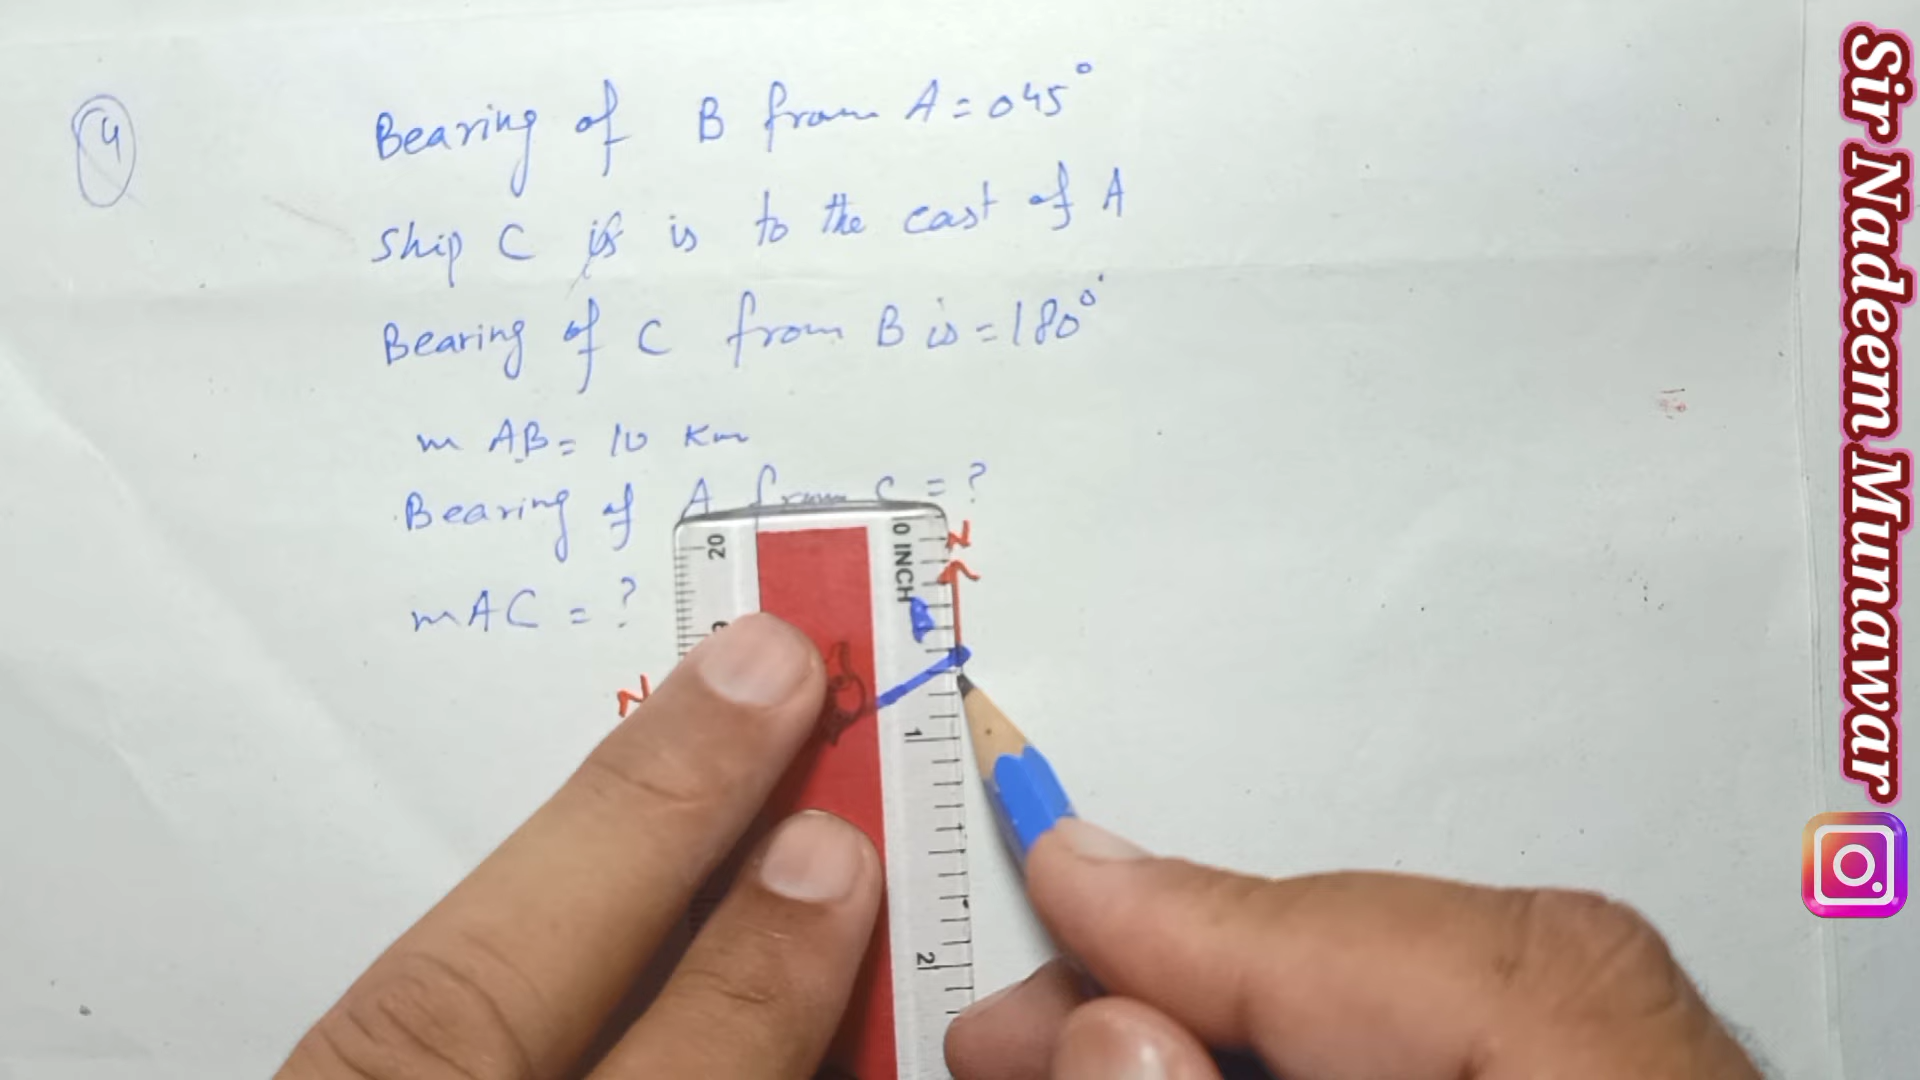 4
Bearing of B from A = 045°
Ship C is is to the east of A
Bearing of C from B is = 180°
m AB = 10 Km
Bearing of A from C = ?
mAC = ?
N
N
20
0 INCH
1
2
Sir Nadeem Munawar